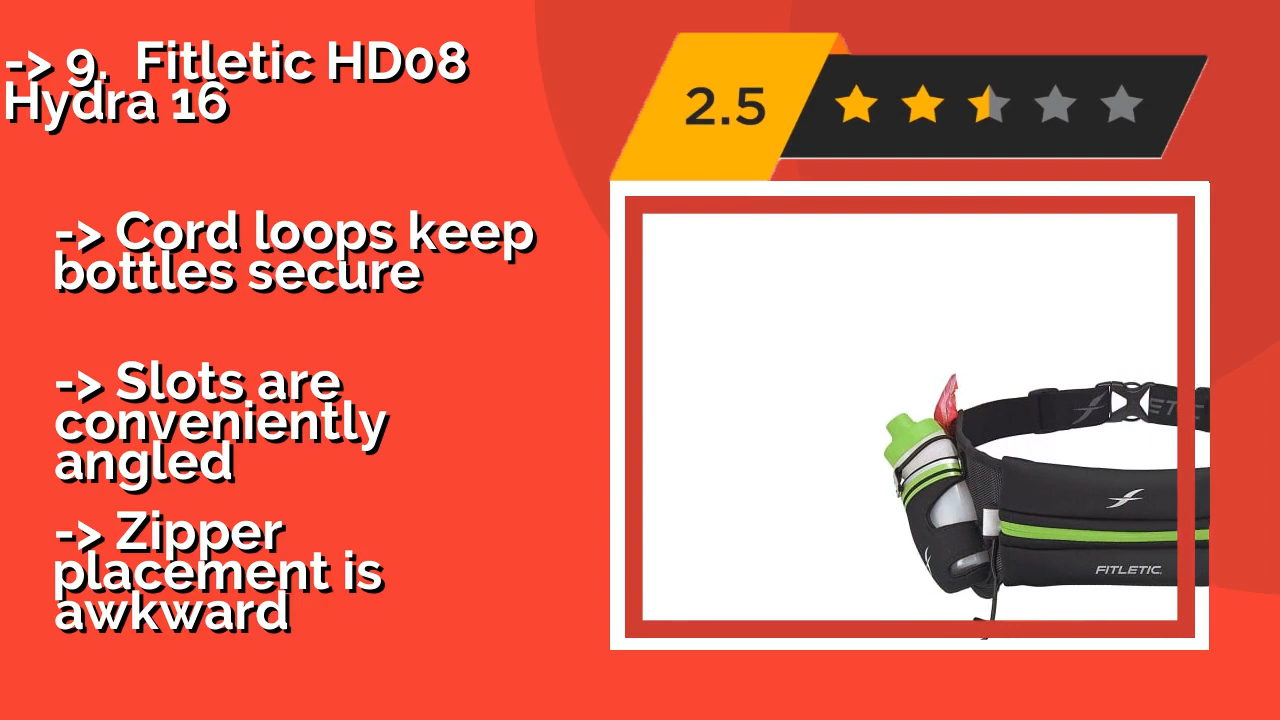 -> 9.  Fitletic HD08
Hydra 16
2.5
-> Cord loops keep
bottles secure
-> Slots are
conveniently
angled
-> Zipper
placement is
awkward
ETC
FITLETIC